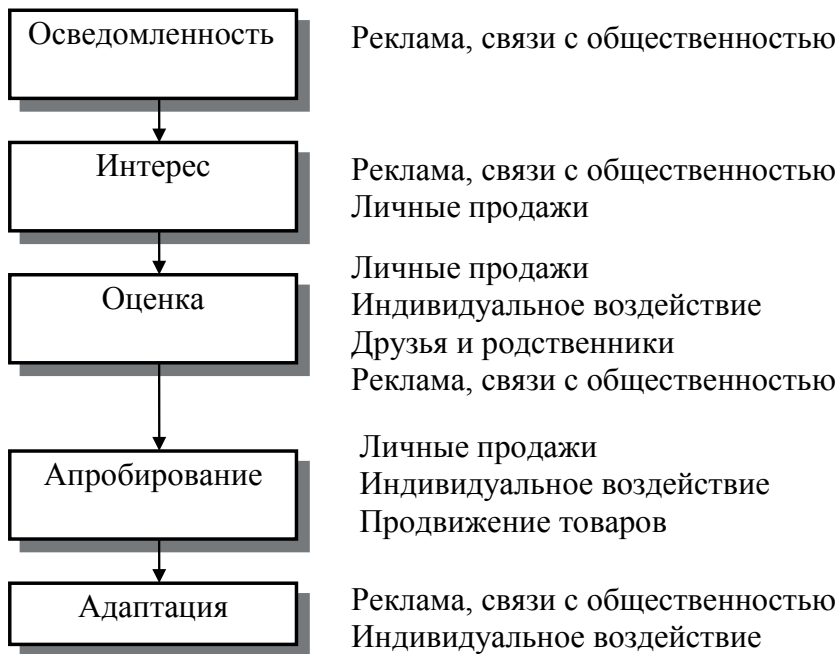 Осведомленность
Реклама, связи с общественностью
Интерес
Реклама, связи с общественностью
Личные продажи
Оценка
Личные продажи
Индивидуальное воздействие
Друзья и родственники
Реклама, связи с общественностью
Апробирование
Личные продажи
Индивидуальное воздействие
Продвижение товаров
Адаптация
Реклама, связи с общественностью
Индивидуальное воздействие